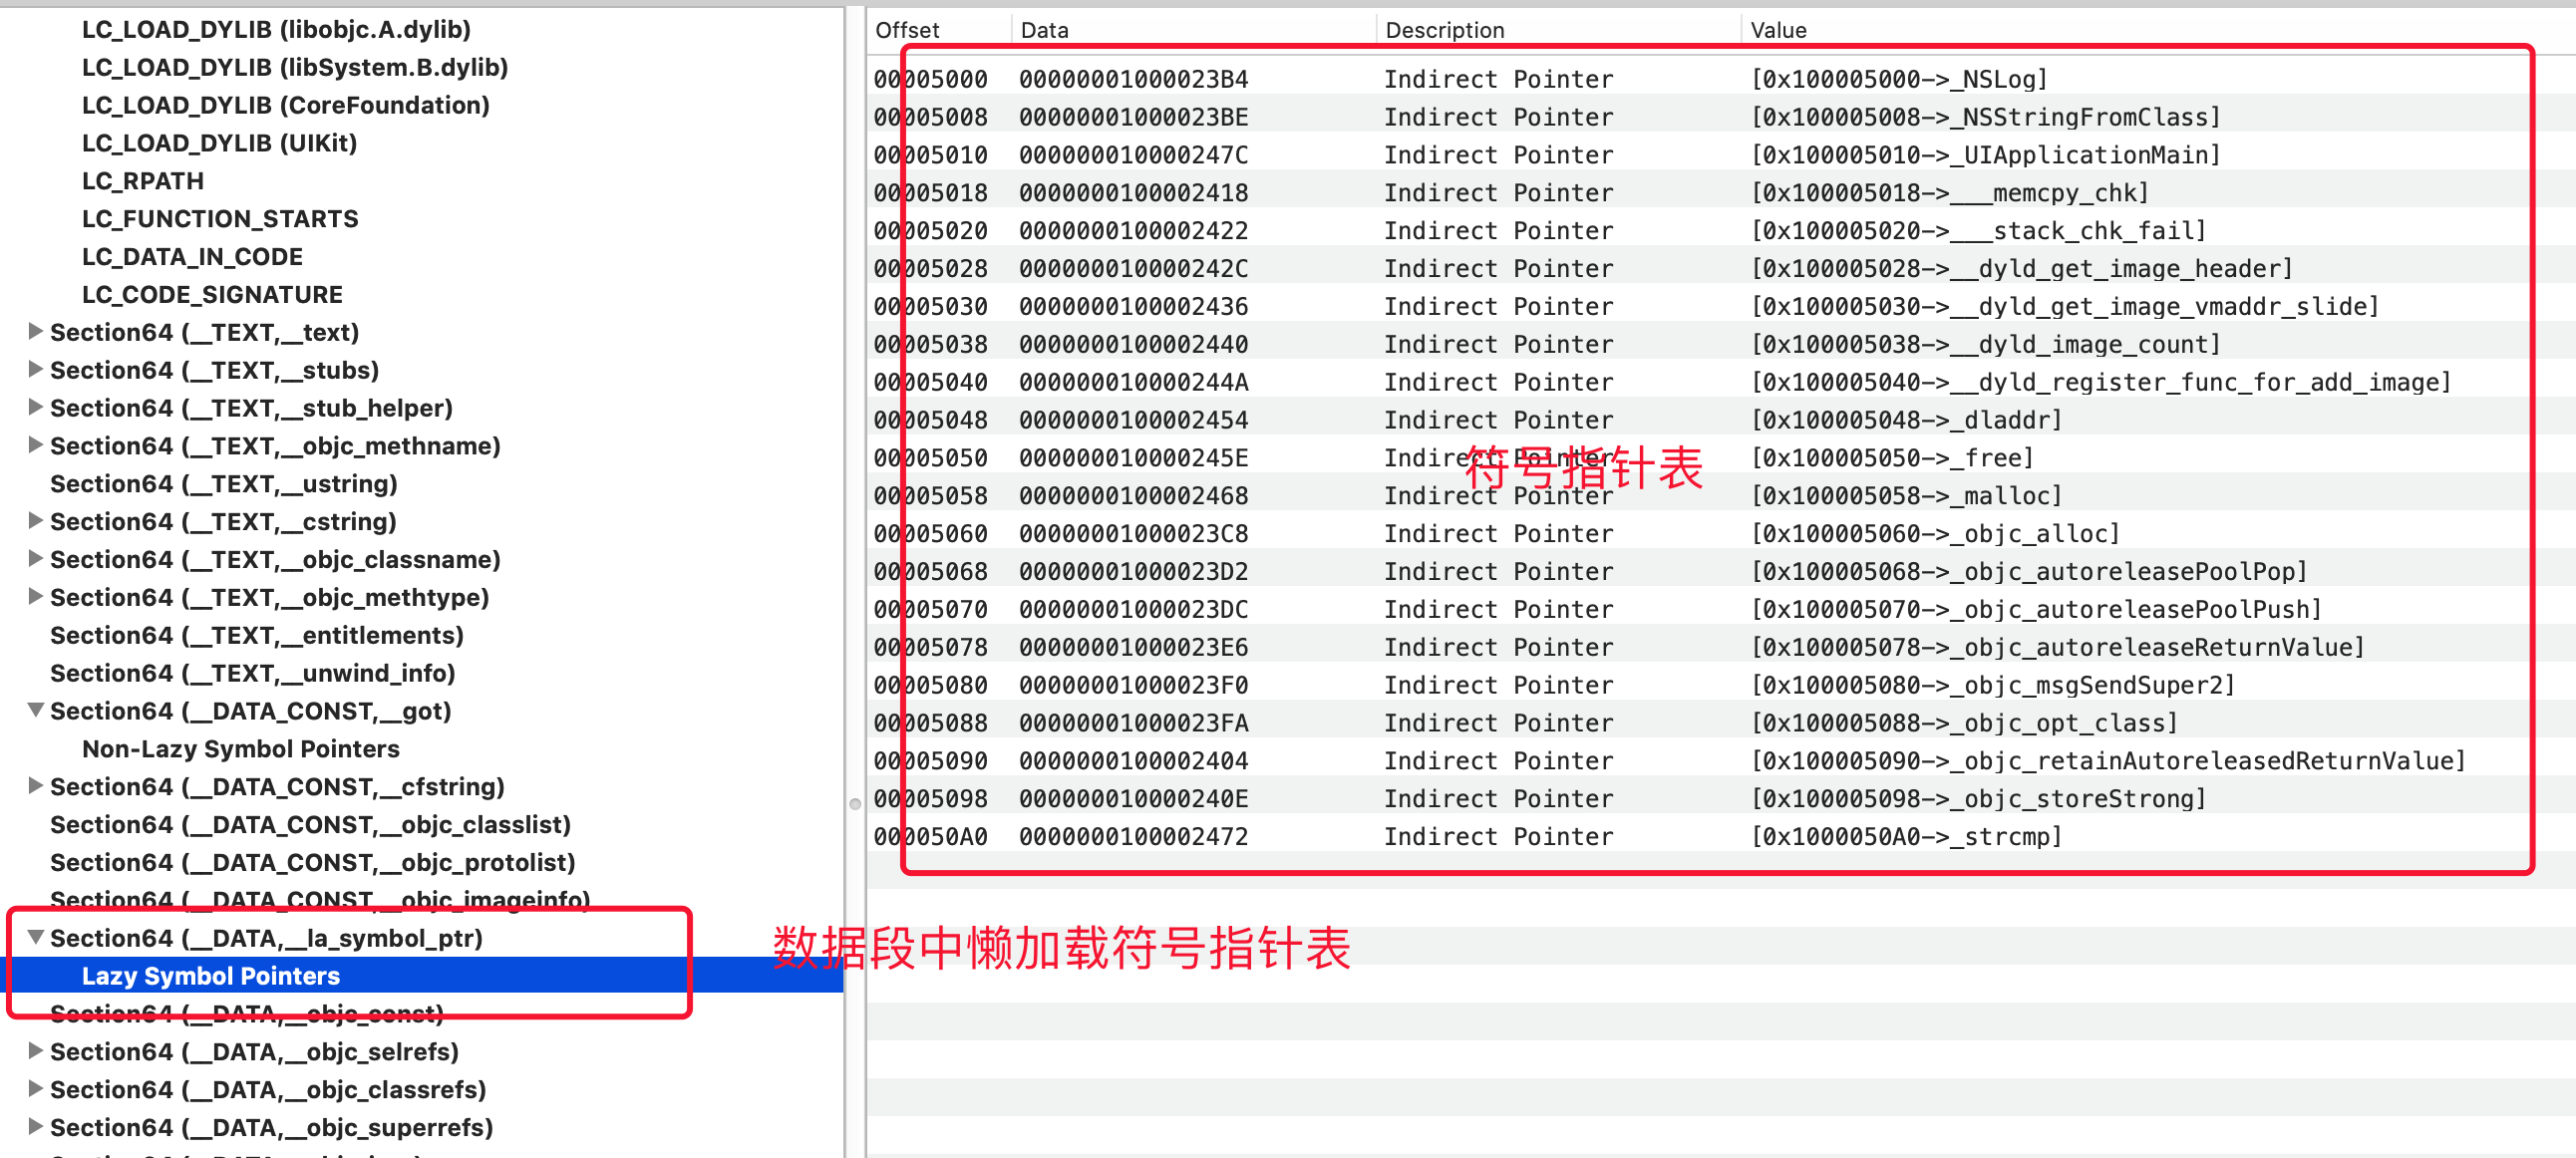 LC_LOAD_DYLIB (libobjc.A.dylib)
LC_LOAD_DYLIB (libSystem.B.dylib)
LC_LOAD_DYLIB (CoreFoundation)
LC_LOAD_DYLIB (UIKit)
LC_RPATH
LC_FUNCTION_STARTS
LC_DATA_IN_CODE
LC_CODE_SIGNATURE
Section64 (__TEXT,__text)
Section64 (__TEXT,__stubs)
Section64 (__TEXT,__stub_helper)
Section64 (__TEXT,__objc_methname)
Section64 (__TEXT,__ustring)
Section64 (__TEXT,__cstring)
Section64 (__TEXT,__objc_classname)
Section64 (__TEXT,__objc_methtype)
Section64 (__TEXT,__entitlements)
Section64 (__TEXT,__unwind_info)
Section64 (__DATA_CONST,__got)
Non-Lazy Symbol Pointers
Section64 (__DATA_CONST,__cfstring)
Section64 (__DATA_CONST,__objc_classlist)
Section64 (__DATA_CONST,__objc_protolist)
Section64 (__DATA_CONST,__objc_imageinfo)
Section64 (__DATA,__la_symbol_ptr)
Lazy Symbol Pointers
Section64 (__DATA,__objc_const)
Section64 (__DATA,__objc_selrefs)
Section64 (__DATA,__objc_classrefs)
Section64 (__DATA,__objc_superrefs)
数据段中懒加载符号指针表
Offset Data Description Value
00005000 00000001000023B4 Indirect Pointer [0x100005000->_NSLog]
00005008 00000001000023BE Indirect Pointer [0x100005008->_NSStringFromClass]
00005010 000000010000247C Indirect Pointer [0x100005010->_UIApplicationMain]
00005018 0000000100002418 Indirect Pointer [0x100005018->___memcpy_chk]
00005020 0000000100002422 Indirect Pointer [0x100005020->___stack_chk_fail]
00005028 000000010000242C Indirect Pointer [0x100005028->__dyld_get_image_header]
00005030 0000000100002436 Indirect Pointer [0x100005030->__dyld_get_image_vmaddr_slide]
00005038 0000000100002440 Indirect Pointer [0x100005038->__dyld_image_count]
00005040 000000010000244A Indirect Pointer [0x100005040->__dyld_register_func_for_add_image]
00005048 0000000100002454 Indirect Pointer [0x100005048->_dladdr]
00005050 000000010000245E Indirect Pointer [0x100005050->_free]
符号指针表
00005058 0000000100002468 Indirect Pointer [0x100005058->_malloc]
00005060 00000001000023C8 Indirect Pointer [0x100005060->_objc_alloc]
00005068 00000001000023D2 Indirect Pointer [0x100005068->_objc_autoreleasePoolPop]
00005070 00000001000023DC Indirect Pointer [0x100005070->_objc_autoreleasePoolPush]
00005078 00000001000023E6 Indirect Pointer [0x100005078->_objc_autoreleaseReturnValue]
00005080 00000001000023F0 Indirect Pointer [0x100005080->_objc_msgSendSuper2]
00005088 00000001000023FA Indirect Pointer [0x100005088->_objc_opt_class]
00005090 0000000100002404 Indirect Pointer [0x100005090->_objc_retainAutoreleasedReturnValue]
00005098 000000010000240E Indirect Pointer [0x100005098->_objc_storeStrong]
000050A0 0000000100002472 Indirect Pointer [0x1000050A0->_strcmp]